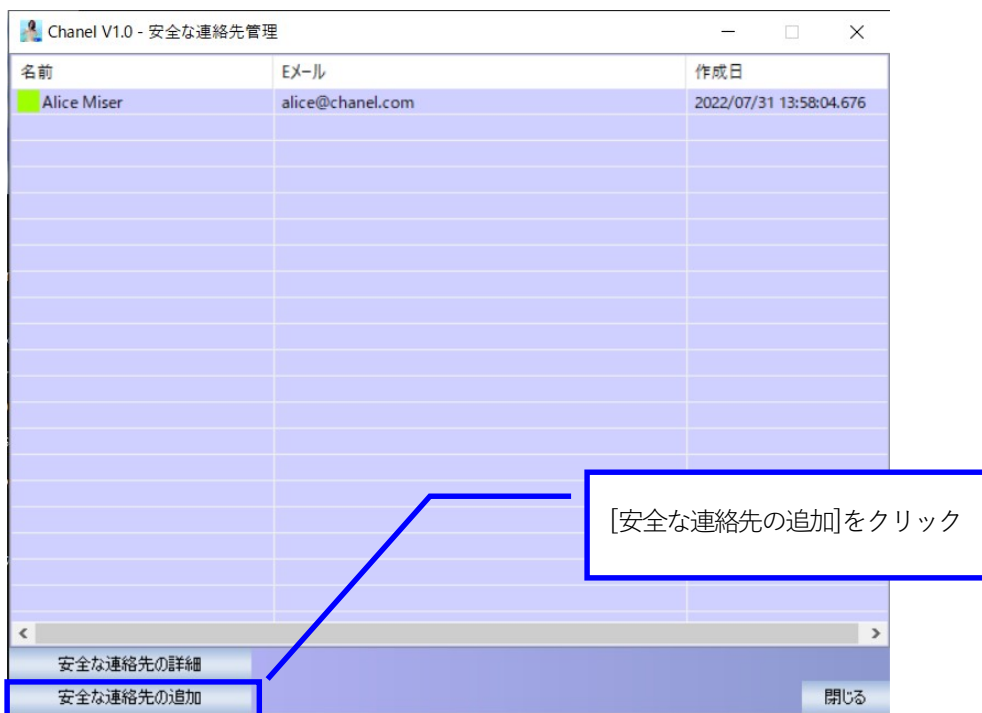 Chanel V1.0 - 安全な連絡先管理
名前 Eメール 作成日
Alice Miser alice@chanel.com 2022/07/31 13:58:04.676
[安全な連絡先の追加]をクリック
安全な連絡先の詳細
安全な連絡先の追加 閉じる